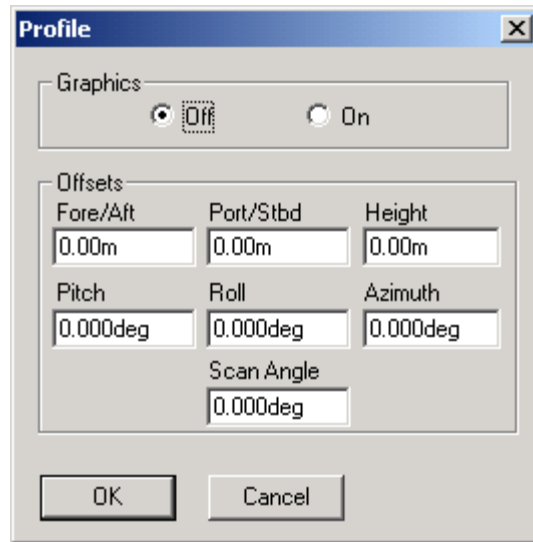 Profile
Graphics
Off On
Offsets
Fore/Aft Port/Stbd Height
0.00m 0.00m 0.00m
Pitch Roll Azimuth
0.000deg 0.000deg 0.000deg
Scan Angle
0.000deg
OK Cancel